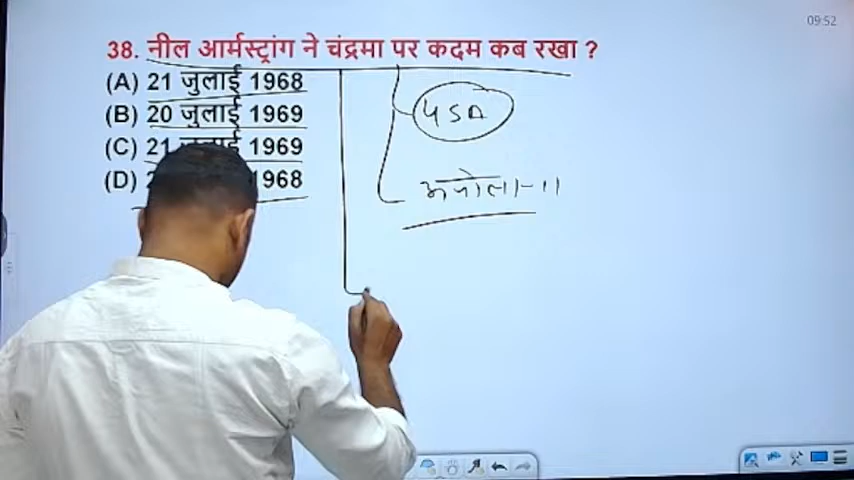 09:52
38. नील आर्मस्ट्रांग ने चंद्रमा पर कदम कब रखा ?
(A) 21 जुलाई 1968
(B) 20 जुलाई 1969
(C) 21 जुलाई 1969
(D) 1968
USA
अपोलो-11